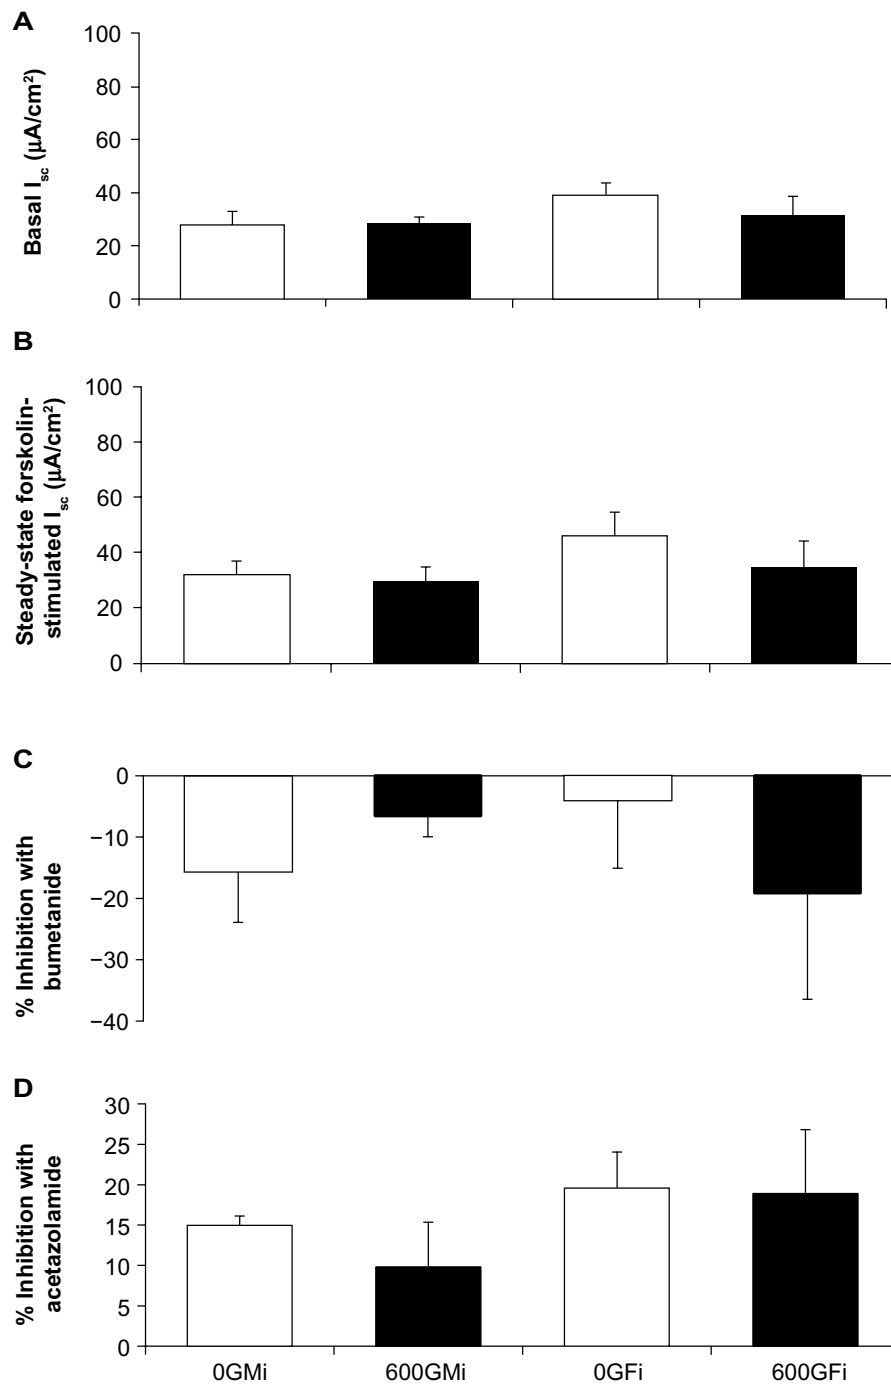 A
Basal Isc (μA/cm²)
100
80
60
40
20
0
B
Steady-state forskolin-
stimulated Isc (μA/cm²)
100
80
60
40
20
0
C
% Inhibition with
bumetanide
0
−10
−20
−30
−40
D
% Inhibition with
acetazolamide
30
25
20
15
10
5
0
0GMi 600GMi 0GFi 600GFi